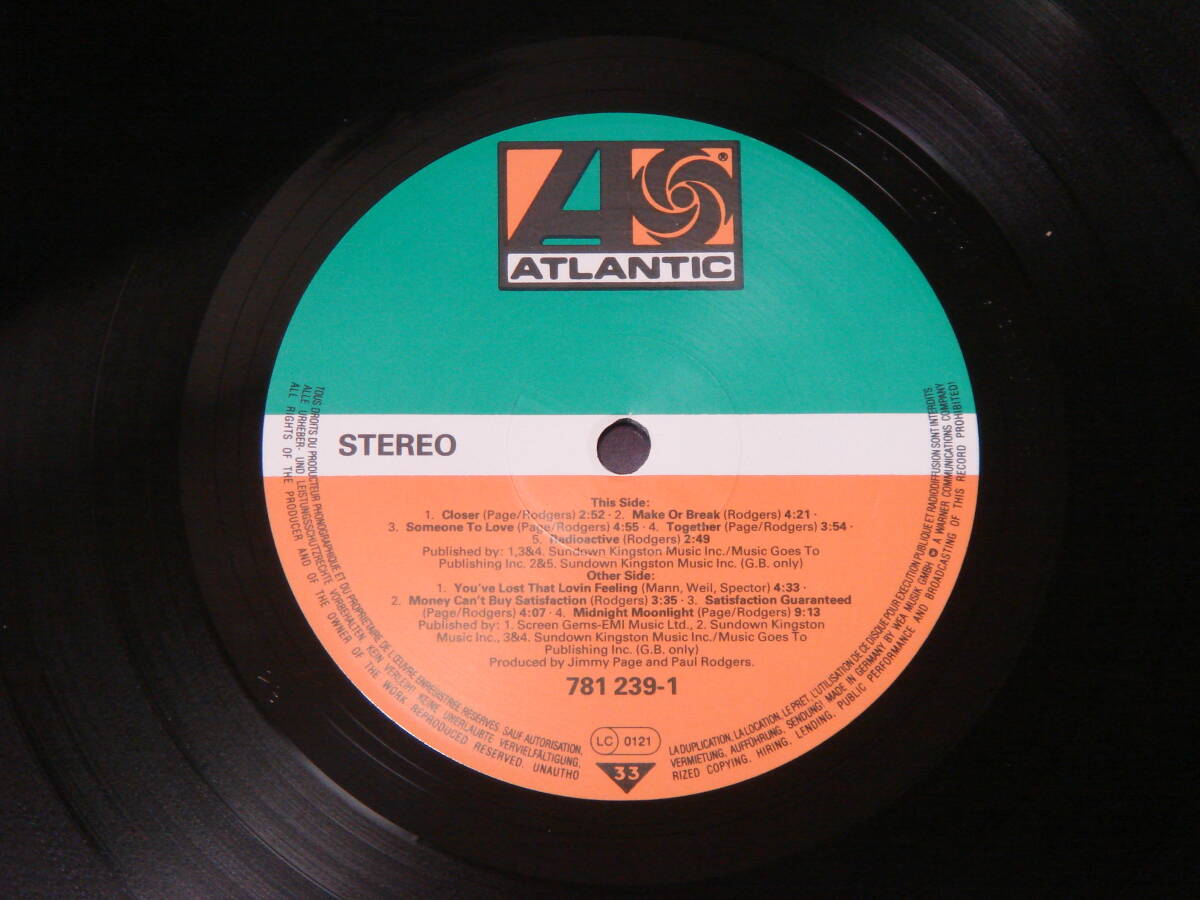 ATLANTIC
®
STEREO
This Side:
1. Closer (Page/Rodgers) 2:52 · 2. Make Or Break (Rodgers) 4:21 ·
3. Someone To Love (Page/Rodgers) 4:55 · 4. Together (Page/Rodgers) 3:54 ·
5. Radioactive (Rodgers) 2:49
Published by: 1,3&4. Sundown Kingston Music Inc./Music Goes To
Publishing Inc. 2&5. Sundown Kingston Music Inc. (G.B. only)
Other Side:
1. You've Lost That Lovin Feeling (Mann, Weil, Spector) 4:33 ·
2. Money Can't Buy Satisfaction (Rodgers) 3:35 · 3. Satisfaction Guaranteed
(Page/Rodgers) 4:07 · 4. Midnight Moonlight (Page/Rodgers) 9:13
Published by: 1. Screen Gems-EMI Music Ltd., 2. Sundown Kingston
Music Inc., 3&4. Sundown Kingston Music Inc./Music Goes To
Publishing Inc. (G.B. only)
Produced by Jimmy Page and Paul Rodgers.
781 239-1
LC 0121
33
TOUS DROITS DU PRODUCTEUR PHONOGRAPHIQUE ET DU PROPRIETAIRE DE L'ŒUVRE ENREGISTREE RESERVES. SAUF AUTORISATION, LA DUPLICATION, LA LOCATION, LE PRET, L'UTILISATION DE CE DISQUE POUR EXECUTION PUBLIQUE ET RADIODIFFUSION SONT INTERDITS.
ALLE URHEBER- UND LEISTUNGSSCHUTZRECHTE VORBEHALTEN. KEIN VERLEIH! KEINE UNERLAUBTE VERVIELFÄLTIGUNG, VERMIETUNG, AUFFÜHRUNG, SENDUNG! MADE IN GERMANY BY WEA MUSIK GMBH ℗ A WARNER COMMUNICATIONS COMPANY
ALL RIGHTS OF THE PRODUCER AND OF THE OWNER OF THE WORK REPRODUCED RESERVED. UNAUTHORIZED COPYING, HIRING, LENDING, PUBLIC PERFORMANCE AND BROADCASTING OF THIS RECORD PROHIBITED!